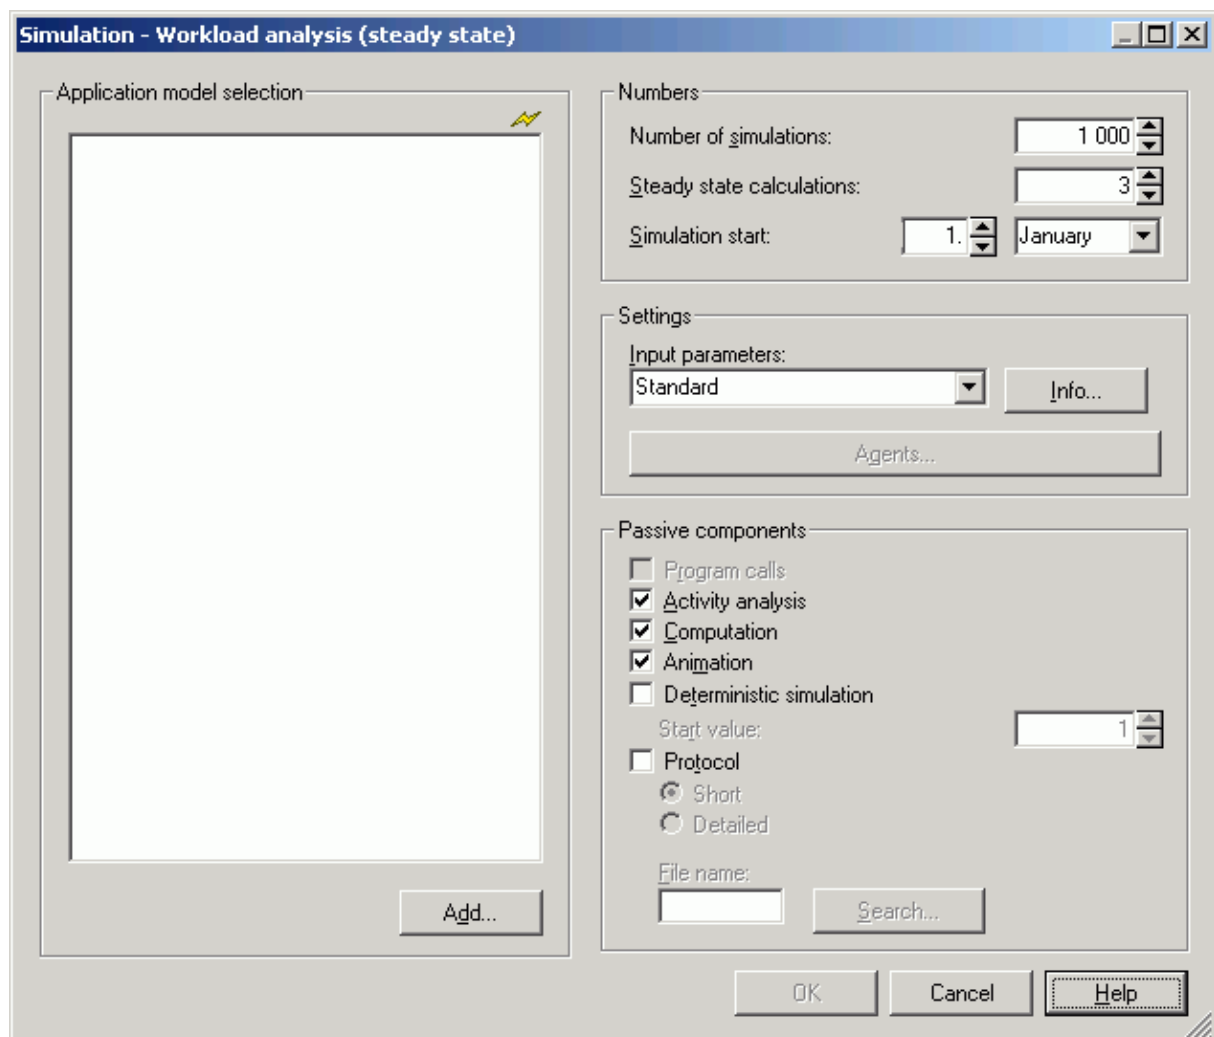 Simulation - Workload analysis (steady state)
Application model selection
Add...
Numbers
Number of simulations: 1 000
Steady state calculations: 3
Simulation start: 1. January
Settings
Input parameters:
Standard Info...
Agents...
Passive components
Program calls
Activity analysis
Computation
Animation
Deterministic simulation
Start value: 1
Protocol
Short
Detailed
File name:
Search...
OK Cancel Help